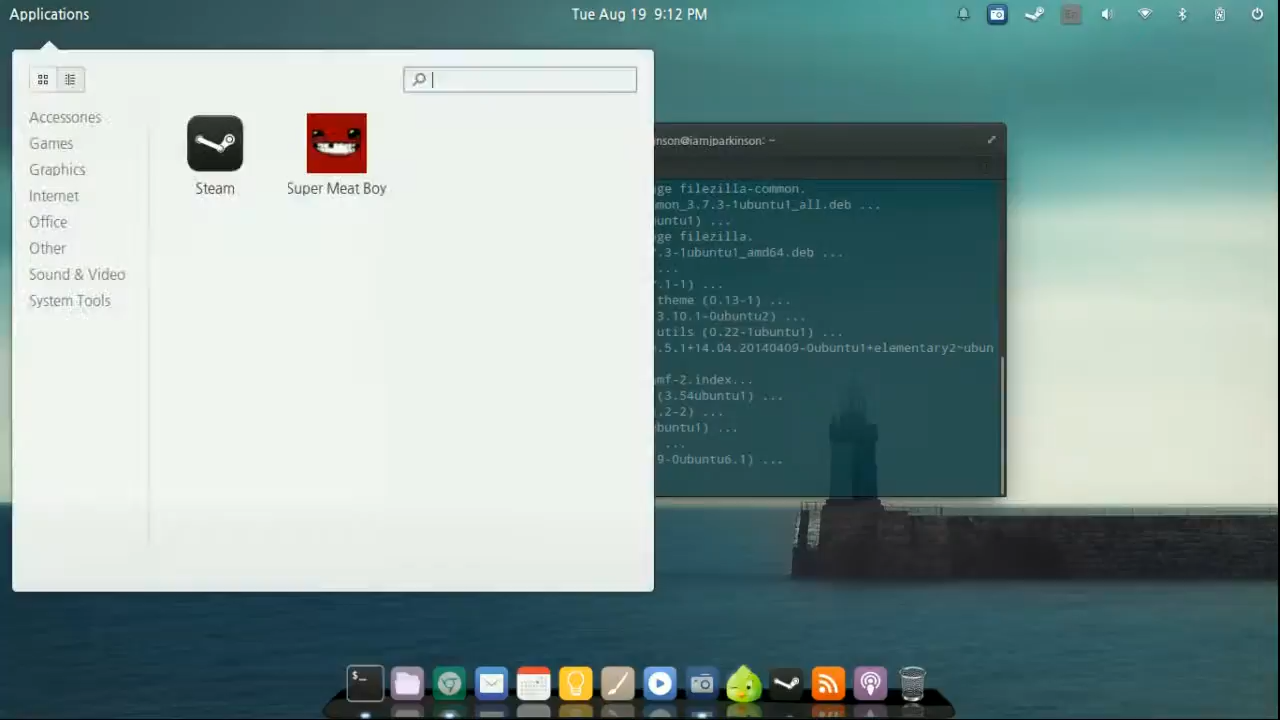 Applications
Tue Aug 19 9:12 PM
Accessories
Games
Graphics
Internet
Office
Other
Sound & Video
System Tools
Steam
Super Meat Boy
nson@iamjparkinson: ~
ge filezilla-common.
mon_3.7.3-1ubuntu1_all.deb ...
untu1) ...
ge filezilla.
.3-1ubuntu1_amd64.deb ...
...
.1-1) ...
theme (0.13-1) ...
3.10.1-0ubuntu2) ...
utils (0.22-1ubuntu1) ...
.5.1+14.04.20140409-0ubuntu1+elementary2~ubun
mf-2.index...
(3.54ubuntu1) ...
.2-2) ...
buntu1) ...
...
9-0ubuntu6.1) ...
$_